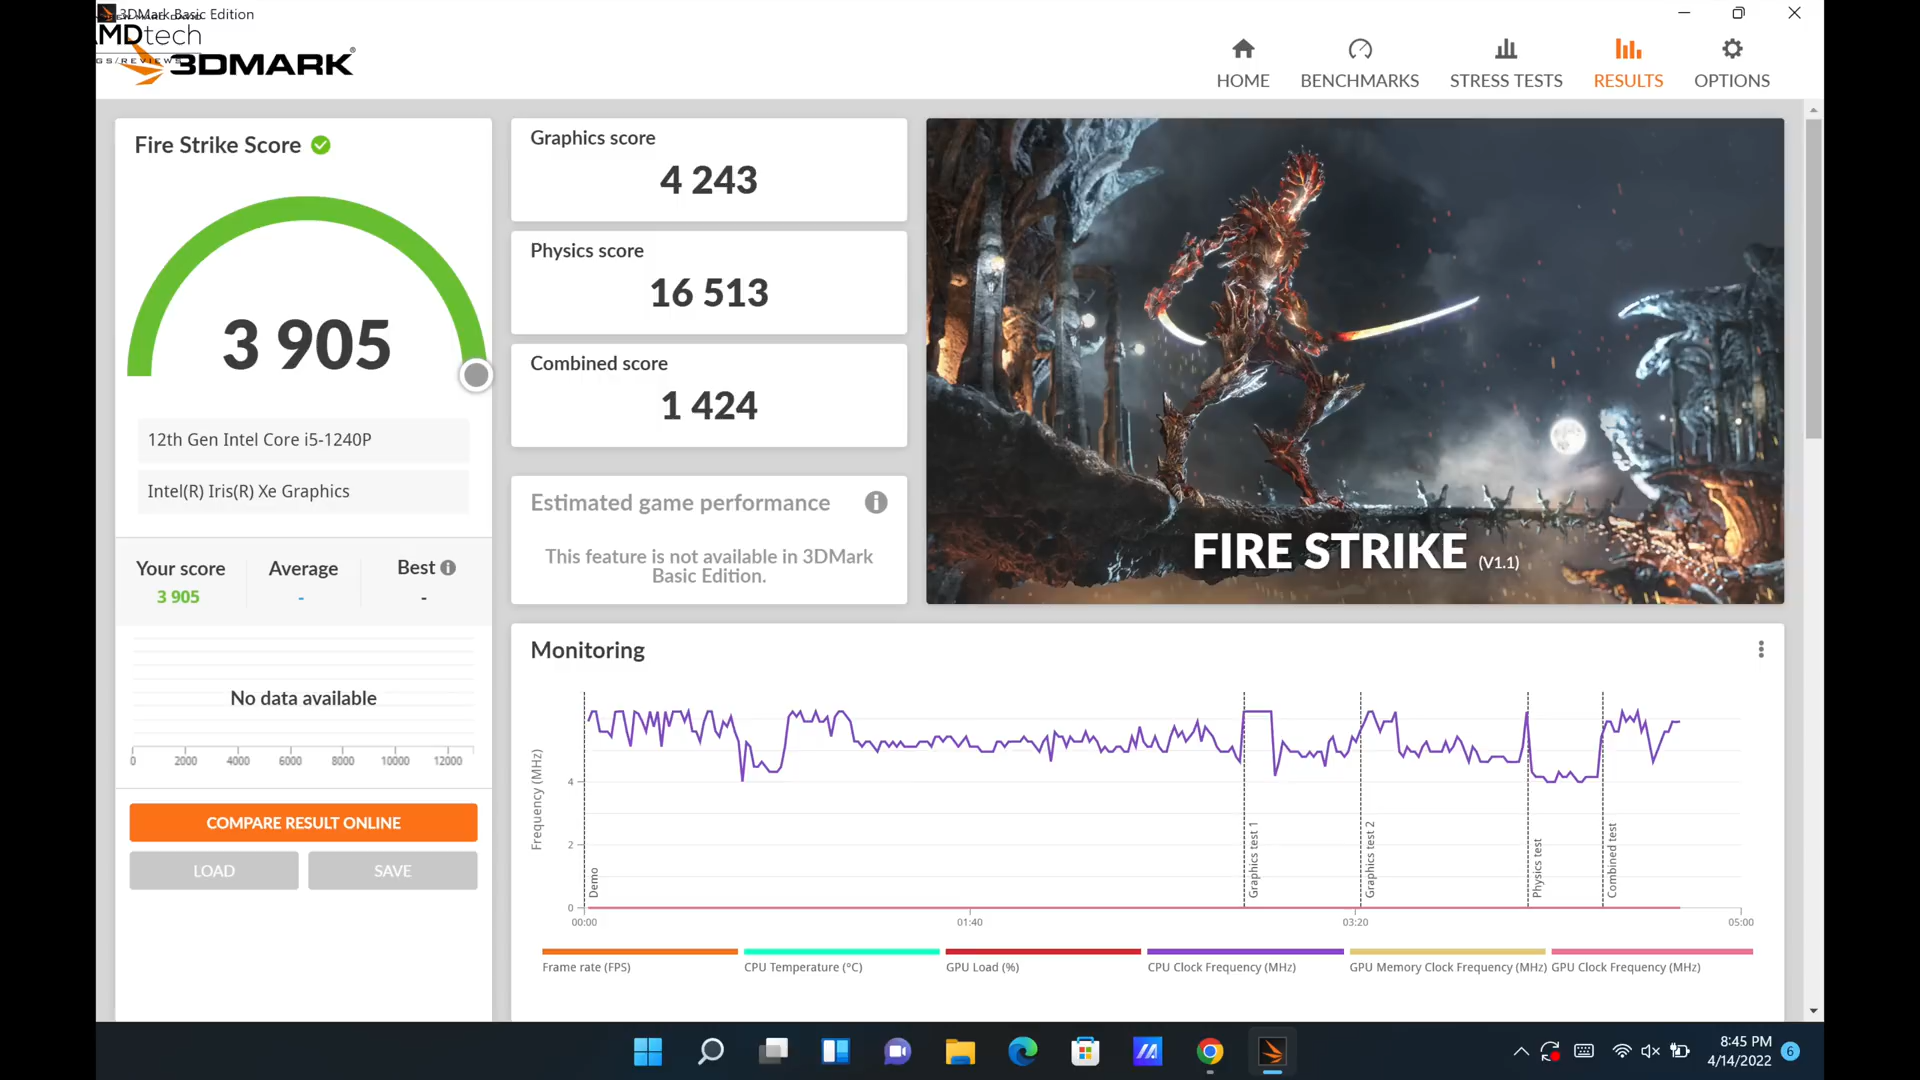 3DMark Basic Edition
AMDtech
GS/REVIEWS
3DMARK
HOME
BENCHMARKS
STRESS TESTS
RESULTS
OPTIONS
Fire Strike Score
3 905
12th Gen Intel Core i5-1240P
Intel(R) Iris(R) Xe Graphics
Your score
3 905
Average
-
Best
-
No data available
0 2000 4000 6000 8000 10000 12000
COMPARE RESULT ONLINE
LOAD
SAVE
Graphics score
4 243
Physics score
16 513
Combined score
1 424
Estimated game performance
This feature is not available in 3DMark
Basic Edition.
FIRE STRIKE (V1.1)
Monitoring
Frequency (MHz)
4
2
0
Demo
Graphics test 1
Graphics test 2
Physics test
Combined test
00:00 01:40 03:20 05:00
Frame rate (FPS)
CPU Temperature (°C)
GPU Load (%)
CPU Clock Frequency (MHz)
GPU Memory Clock Frequency (MHz)
GPU Clock Frequency (MHz)
8:45 PM
4/14/2022
6